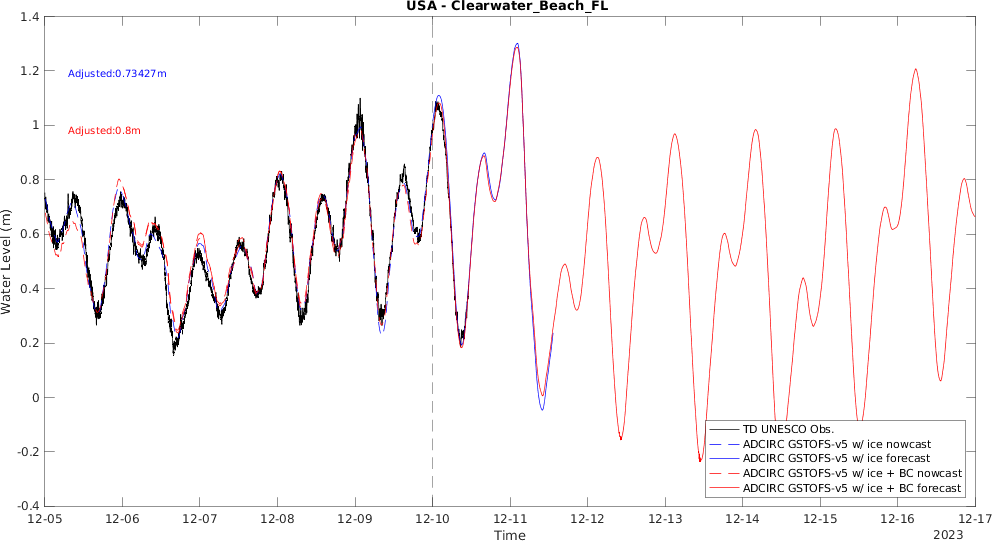 USA - Clearwater_Beach_FL
1.4
1.2
1
0.8
0.6
0.4
0.2
0
-0.2
-0.4
Water Level (m)
Adjusted:0.73427m
Adjusted:0.8m
TD UNESCO Obs.
ADCIRC GSTOFS-v5 w/ ice nowcast
ADCIRC GSTOFS-v5 w/ ice forecast
ADCIRC GSTOFS-v5 w/ ice + BC nowcast
ADCIRC GSTOFS-v5 w/ ice + BC forecast
12-05 12-06 12-07 12-08 12-09 12-10 12-11 12-12 12-13 12-14 12-15 12-16 12-17
Time
2023